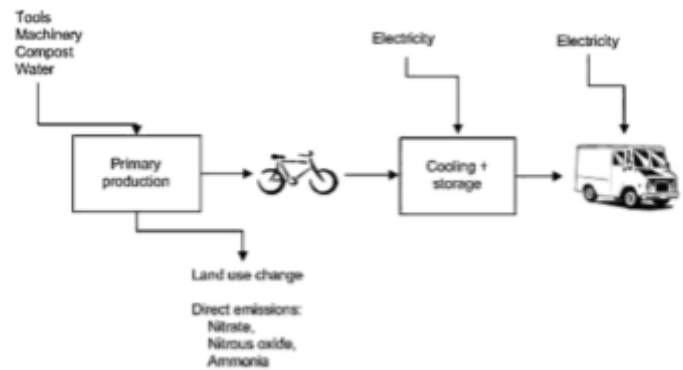 Tools
Machinery
Compost
Water
Electricity
Electricity
Primary
production
Cooling +
storage
Land use change
Direct emissions:
Nitrate,
Nitrous oxide,
Ammonia